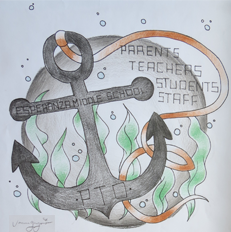 PARENTS
TEACHERS
STUDENTS
STAFF
ESPERANZA MIDDLE SCHOOL
P.T.O.